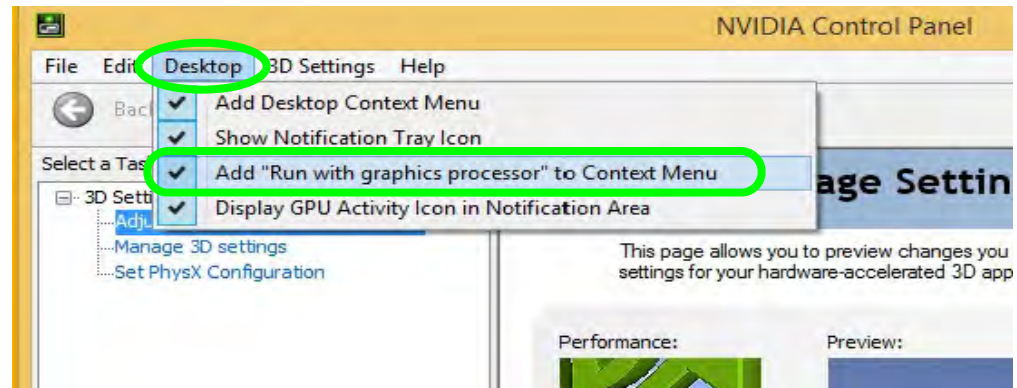 NVIDIA Control Panel
File Edit Desktop 3D Settings Help
Back
Add Desktop Context Menu
Show Notification Tray Icon
Add "Run with graphics processor" to Context Menu
Display GPU Activity Icon in Notification Area
Select a Tas
3D Setti
Adju
Manage 3D settings
Set PhysX Configuration
age Settin
This page allows you to preview changes you
settings for your hardware-accelerated 3D app
Performance:
Preview: